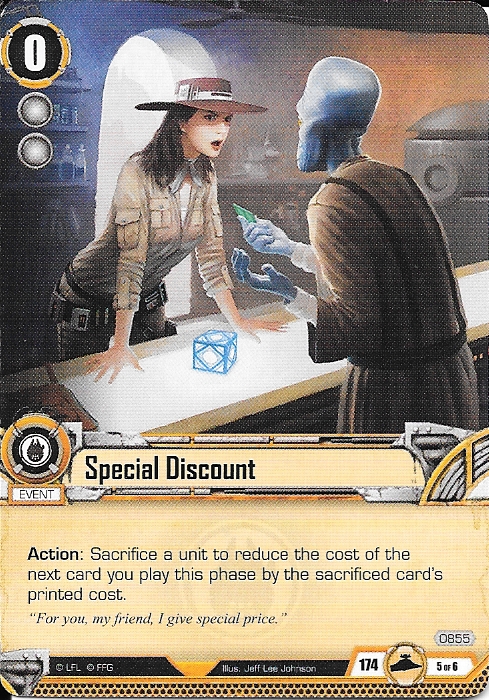 0
Special Discount
EVENT
Action: Sacrifice a unit to reduce the cost of the
next card you play this phase by the sacrificed card's
printed cost.
"For you, my friend, I give special price."
0855
© LFL © FFG
Illus. Jeff Lee Johnson
174
5 OF 6